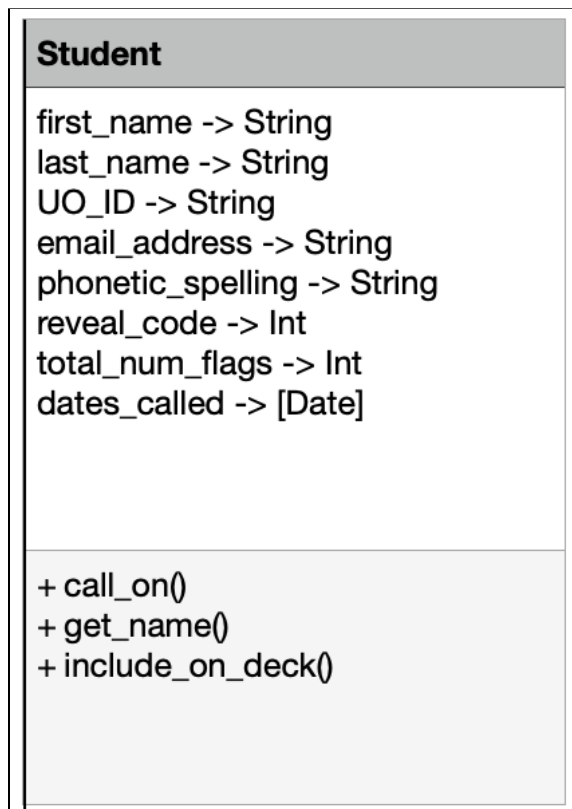 Student
first_name -> String
last_name -> String
UO_ID -> String
email_address -> String
phonetic_spelling -> String
reveal_code -> Int
total_num_flags -> Int
dates_called -> [Date]
+ call_on()
+ get_name()
+ include_on_deck()